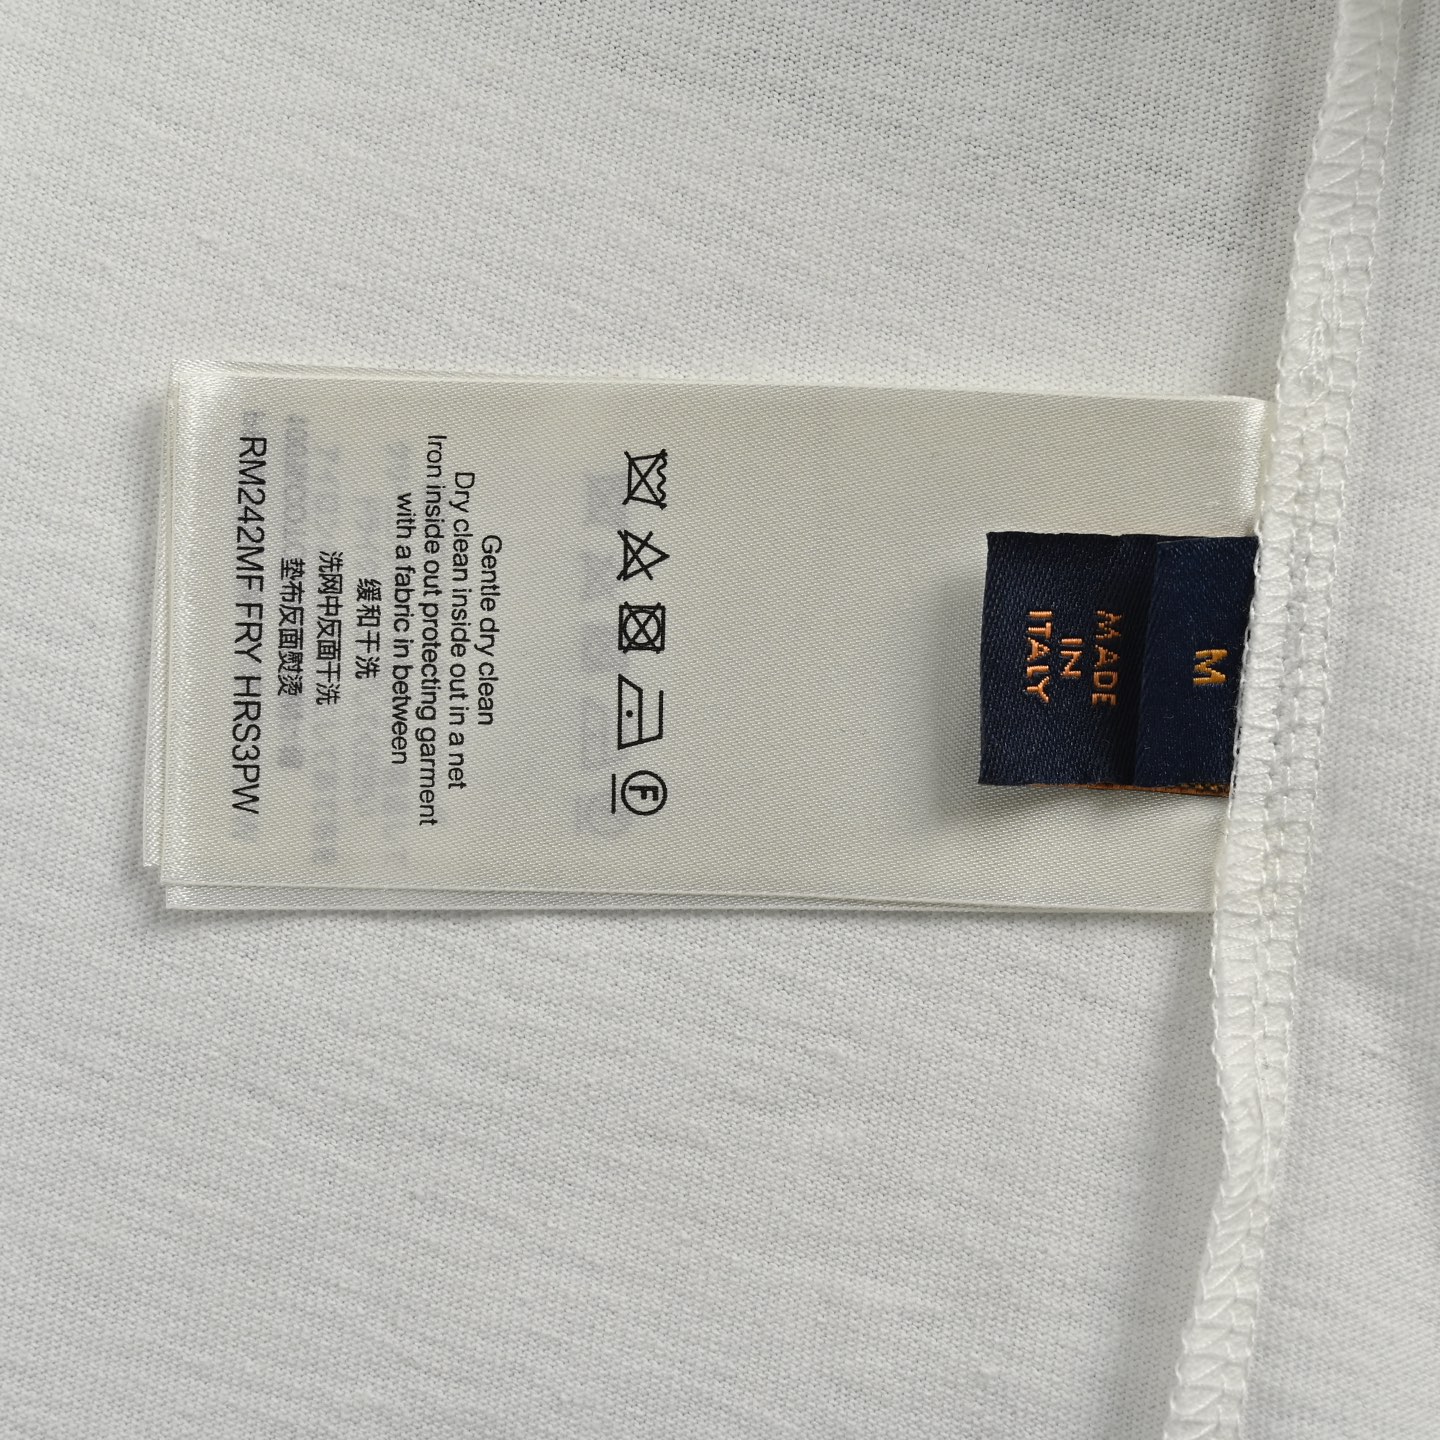 M
MADE
IN
ITALY
F
Gentle dry clean
Dry clean inside out in a net
Iron inside out protecting garment
with a fabric in between
缓和干洗
洗网中反面干洗
垫布反面熨烫
RM242MF FRY HRS3PW